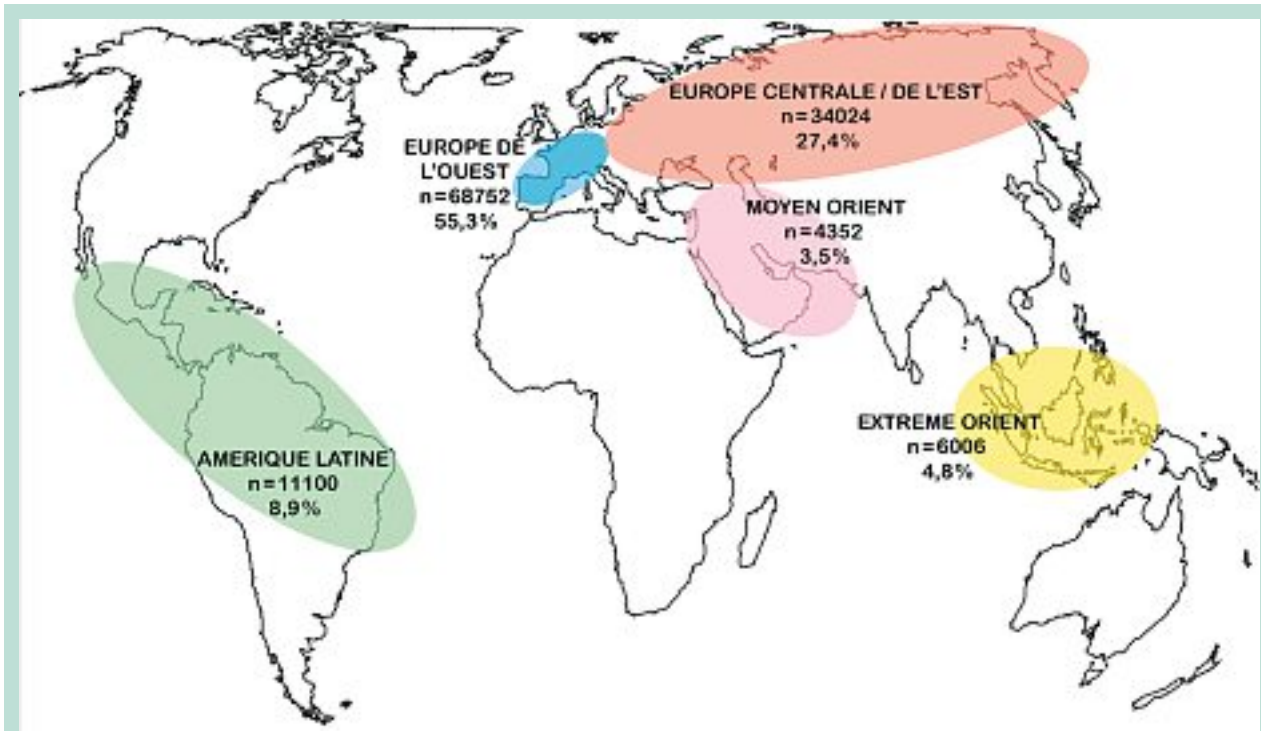 EUROPE CENTRALE / DE L'EST
n=34024
27,4%
EUROPE DE
L'OUEST
n=68752
55,3%
MOYEN ORIENT
n=4352
3,5%
EXTREME ORIENT
n=6006
4,8%
AMERIQUE LATINE
n=11100
8,9%